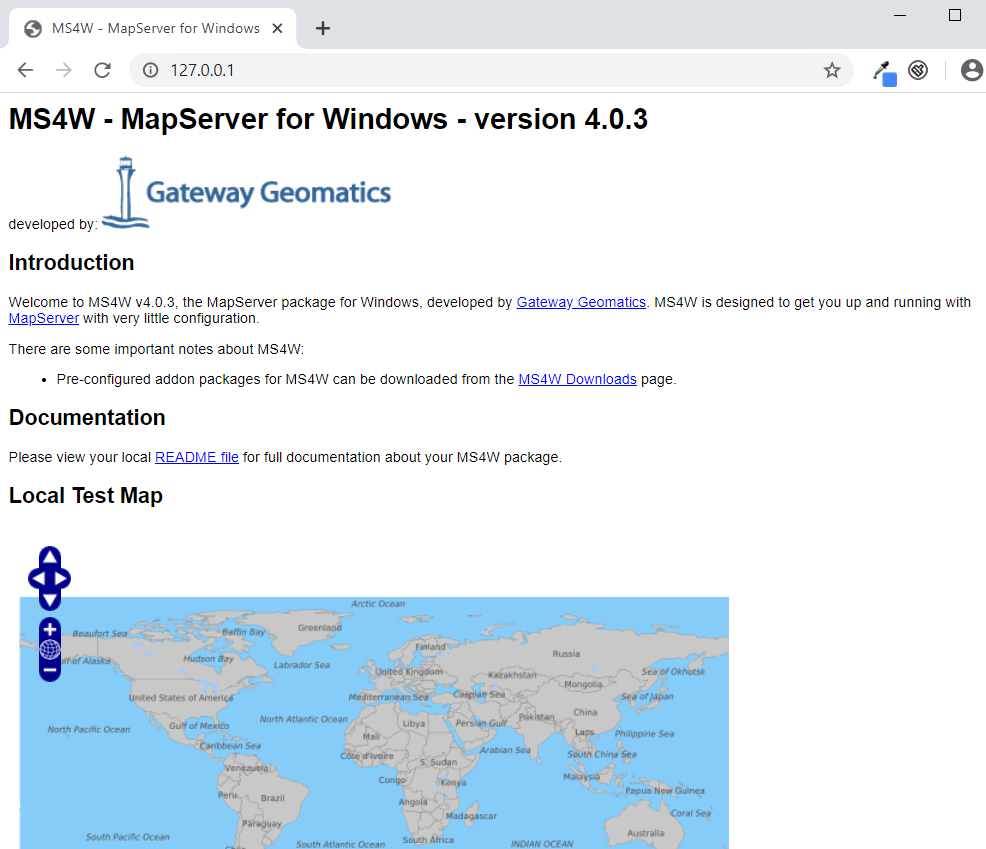 MS4W - MapServer for Windows
127.0.0.1
MS4W - MapServer for Windows - version 4.0.3
developed by: Gateway Geomatics
Introduction
Welcome to MS4W v4.0.3, the MapServer package for Windows, developed by Gateway Geomatics. MS4W is designed to get you up and running with
MapServer with very little configuration.
There are some important notes about MS4W:
• Pre-configured addon packages for MS4W can be downloaded from the MS4W Downloads page.
Documentation
Please view your local README file for full documentation about your MS4W package.
Local Test Map
Arctic Ocean
Beaufort Sea
Baffin Bay
Greenland
Finland
Russia
Gulf of Alaska
Hudson Bay
Labrador Sea
United Kingdom
Kazakhstan
Mongolia
Sea of Okhotsk
United States of America
Mediterranean Sea
Caspian Sea
Sea of Japan
North Pacific Ocean
Gulf of Mexico
North Atlantic Ocean
Libya
Persian Gulf
Pakistan
China
Caribbean Sea
Mali
Laos
Philippine Sea
Venezuela
Côte d'Ivoire
S. Sudan
Arabian Sea
South China Sea
Peru
Brazil
Congo
Kenya
Malaysia
Papua New Guinea
Angola
Madagascar
Coral Sea
Paraguay
Australia
South Pacific Ocean
South Atlantic Ocean
South Africa
INDIAN OCEAN